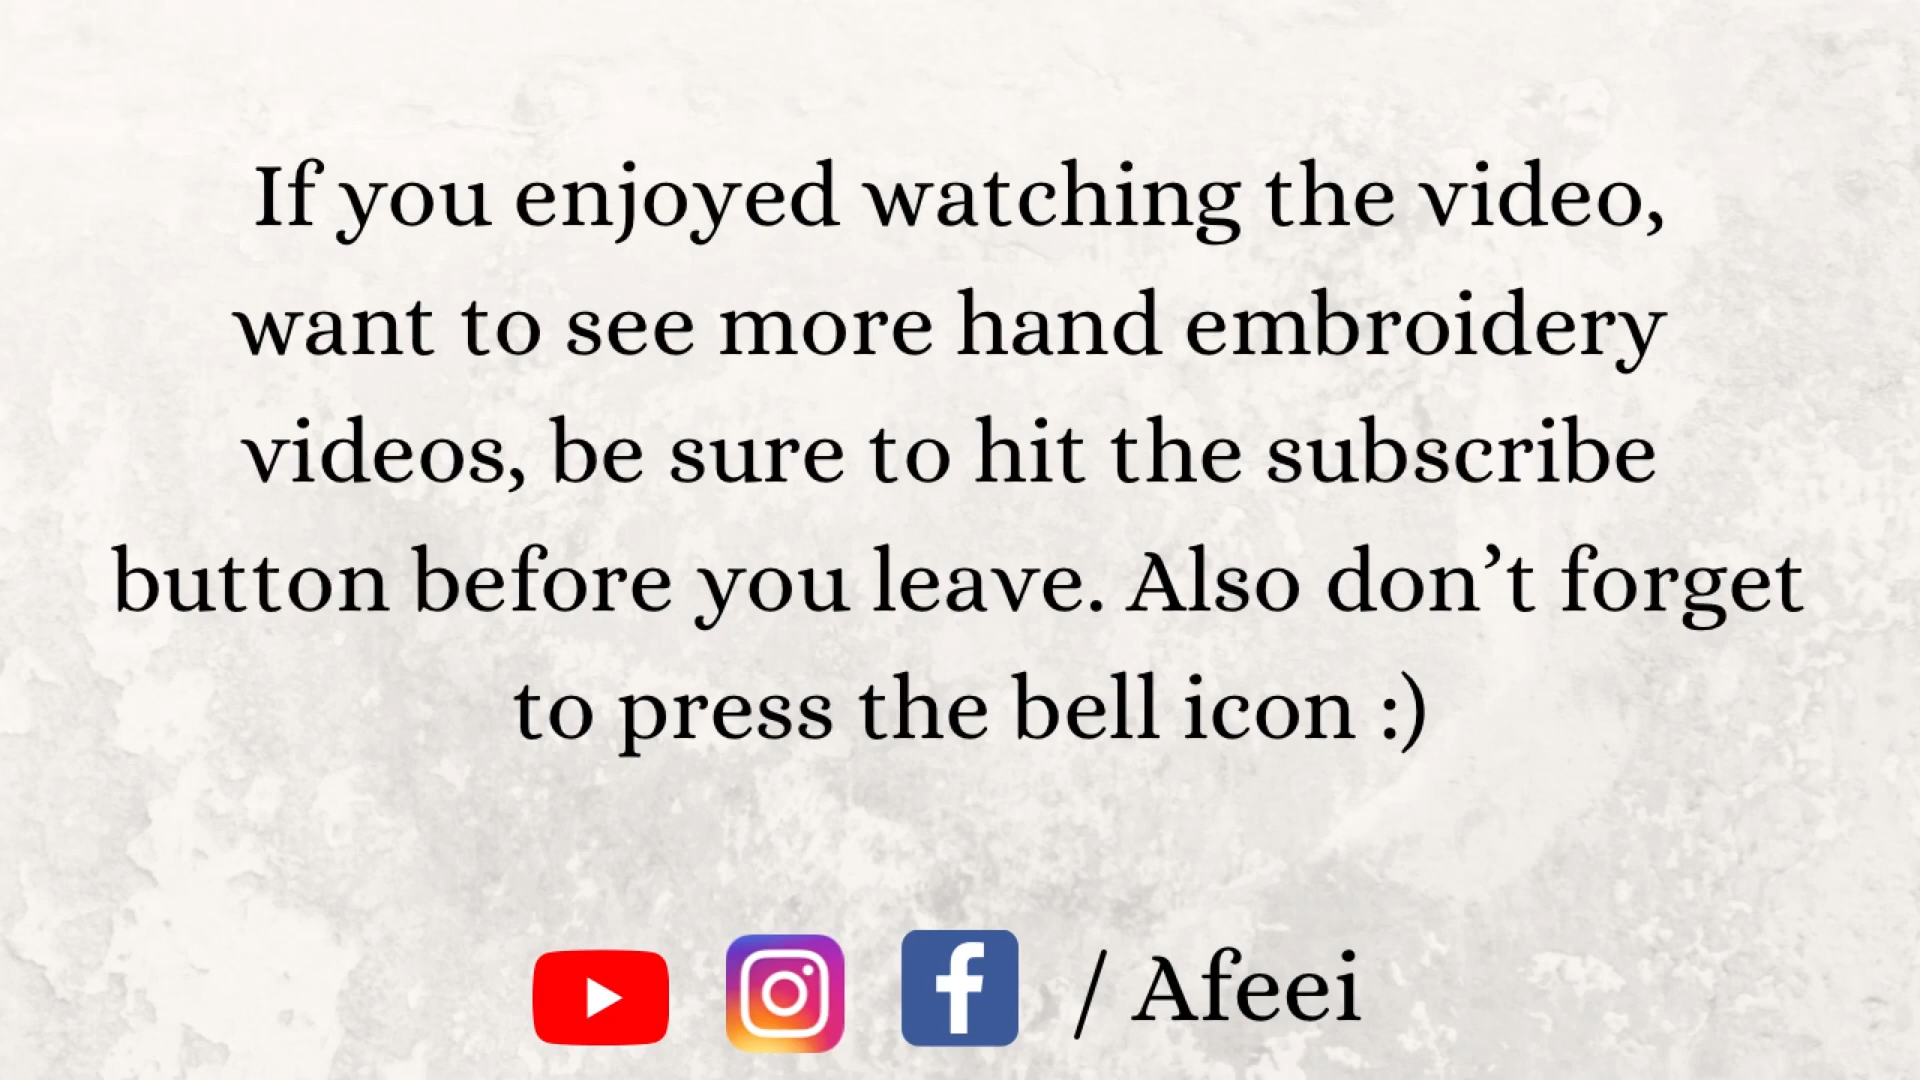 If you enjoyed watching the video,
want to see more hand embroidery
videos, be sure to hit the subscribe
button before you leave. Also don’t forget
to press the bell icon :)
/ Afeei